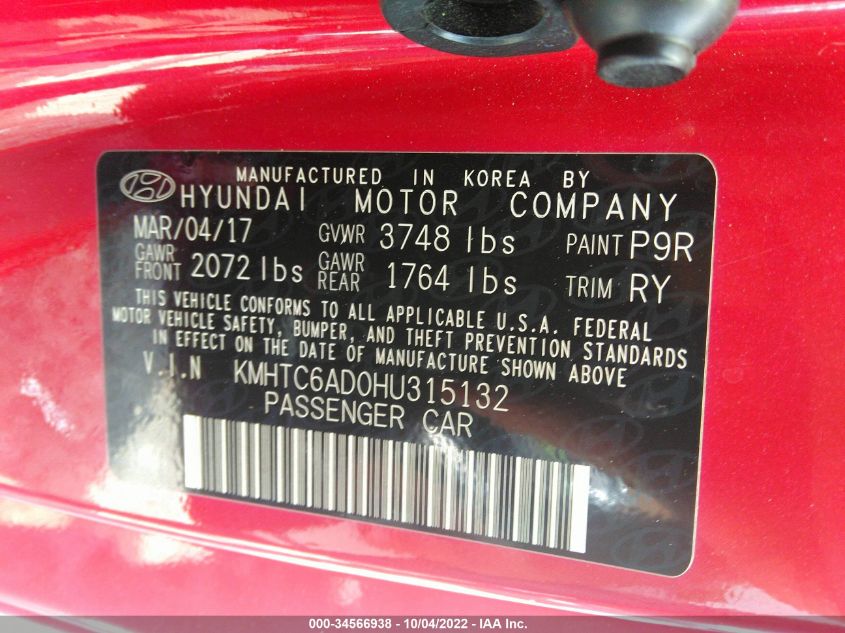 MANUFACTURED IN KOREA BY
HYUNDAI MOTOR COMPANY
MAR/04/17 GVWR 3748 lbs PAINT P9R
GAWR FRONT 2072 lbs GAWR REAR 1764 lbs TRIM RY
THIS VEHICLE CONFORMS TO ALL APPLICABLE U.S.A. FEDERAL
MOTOR VEHICLE SAFETY, BUMPER, AND THEFT PREVENTION STANDARDS
IN EFFECT ON THE DATE OF MANUFACTURE SHOWN ABOVE
V.I.N KMHTC6AD0HU315132
PASSENGER CAR
000-34566938 - 10/04/2022 - IAA Inc.